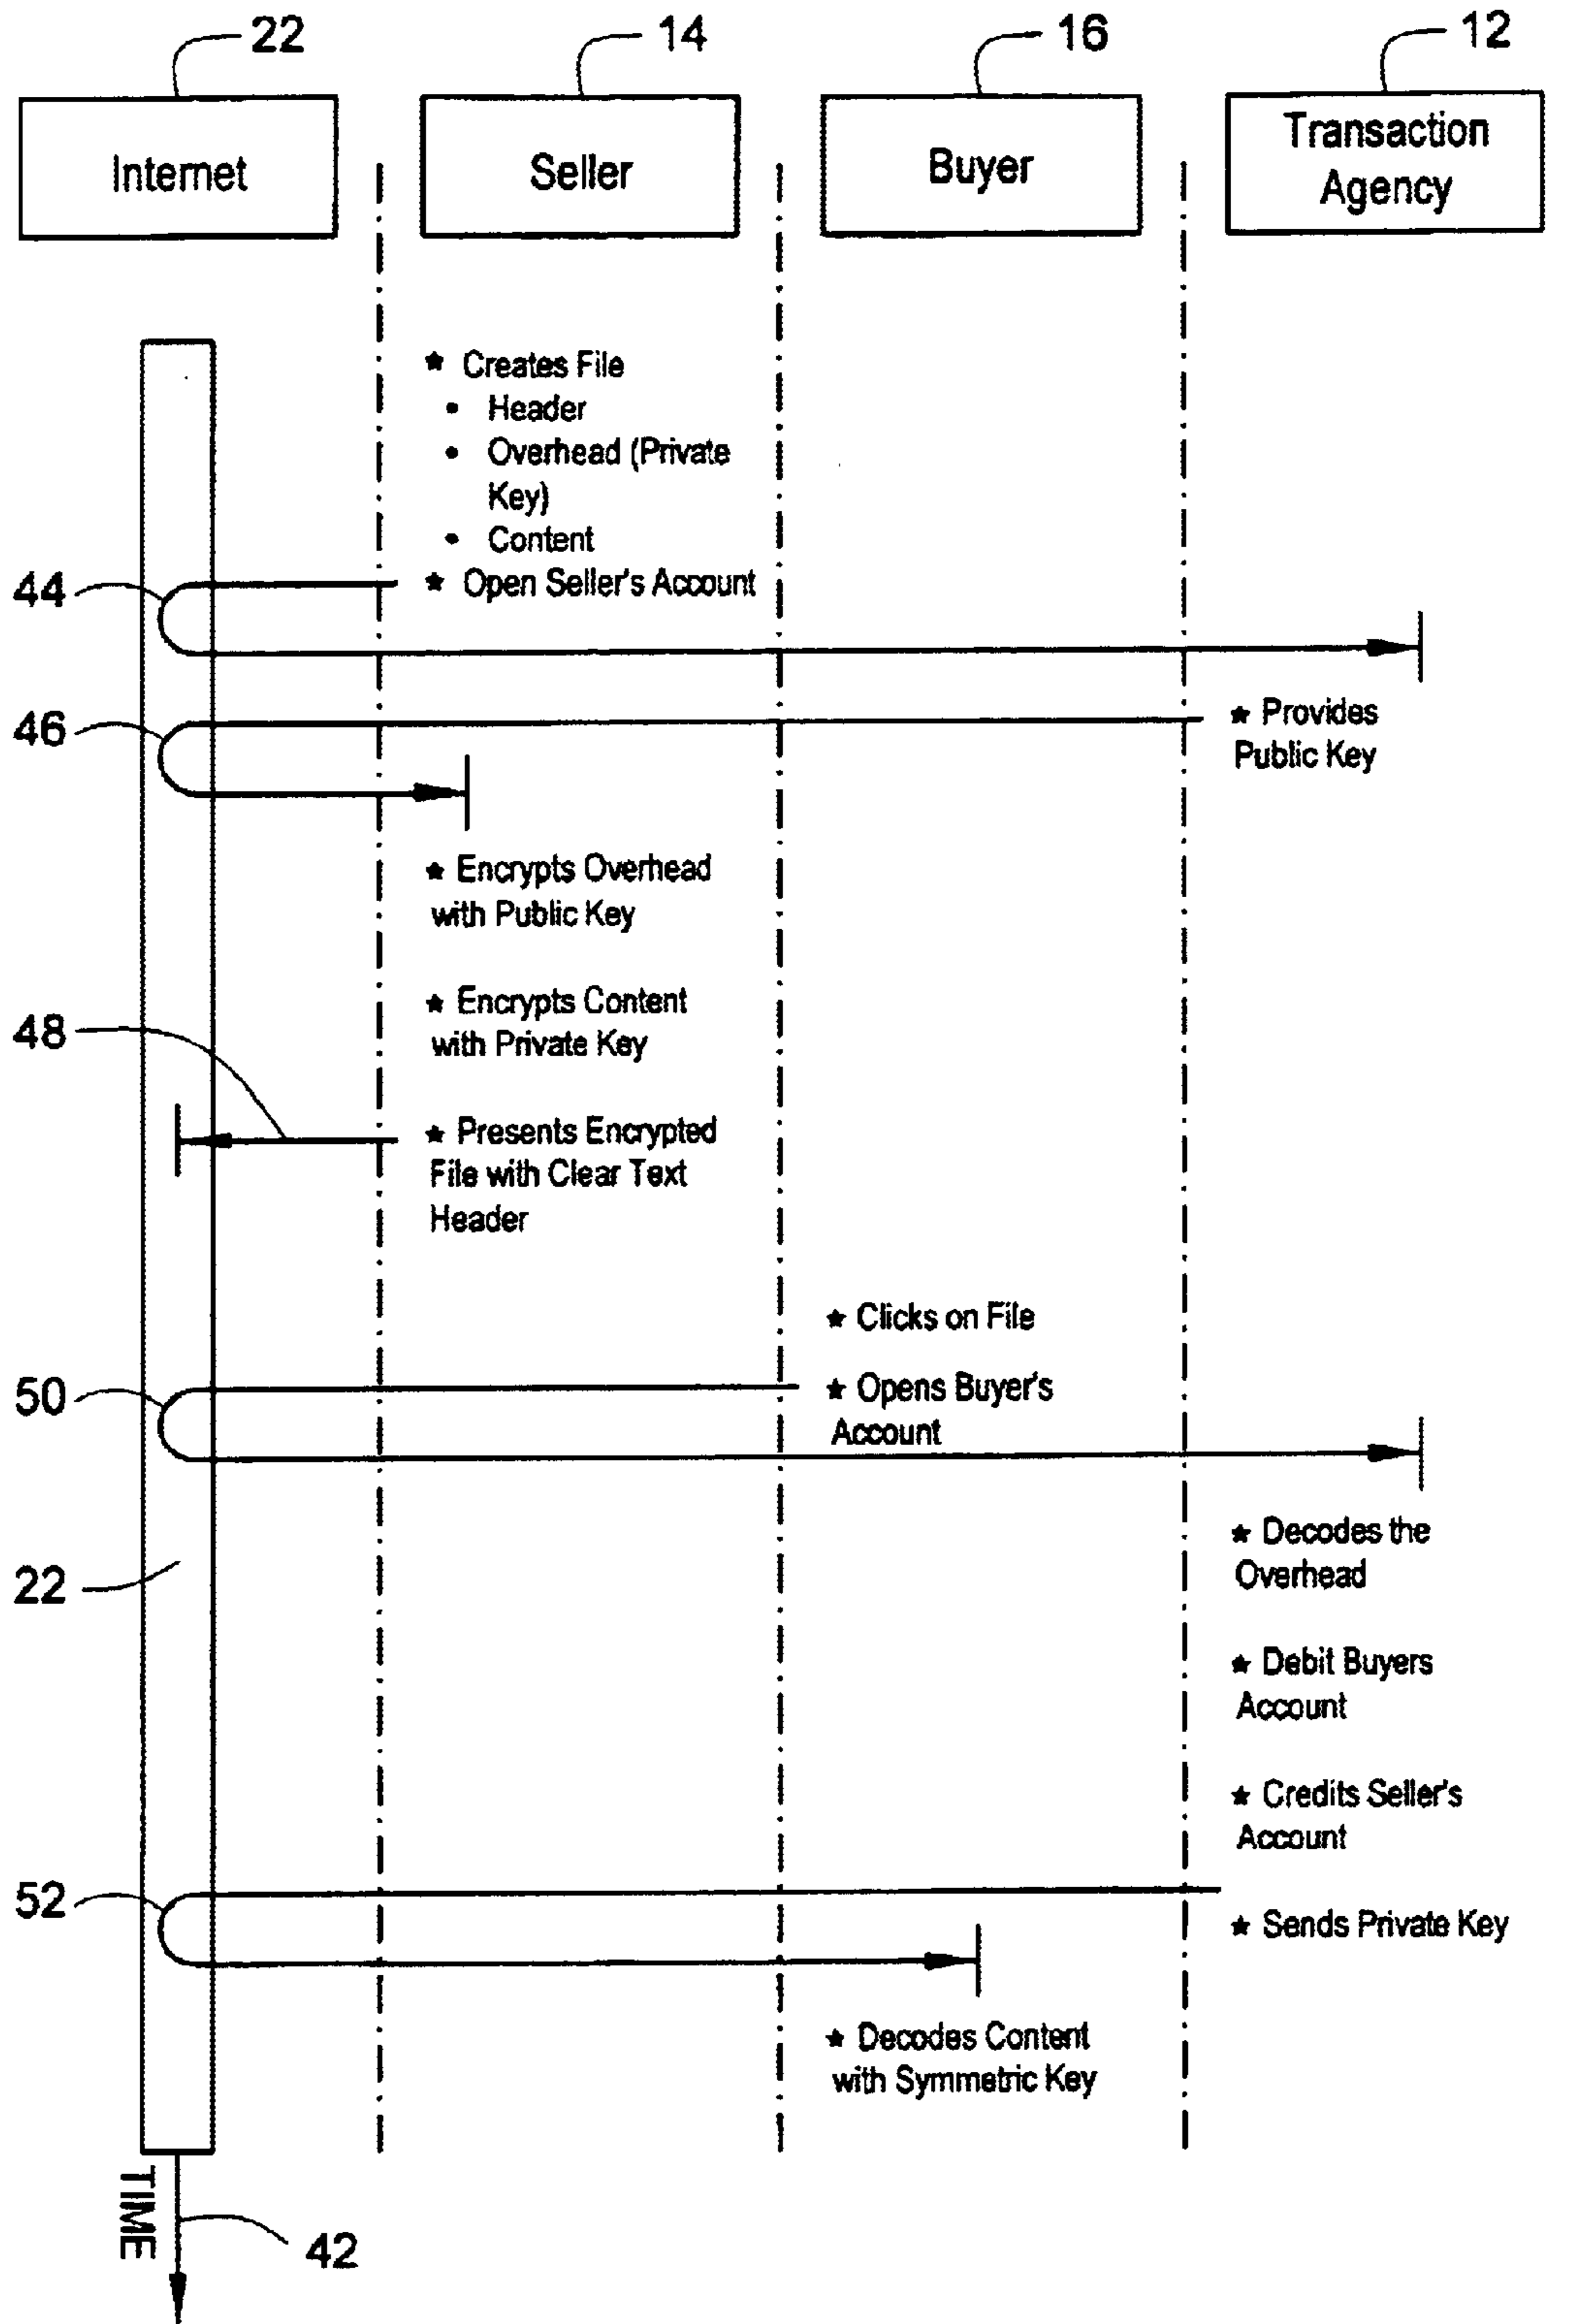 22
14
16
12
Internet
Seller
Buyer
Transaction
Agency
★ Creates File
• Header
• Overhead (Private
Key)
• Content
44
★ Open Seller's Account
46
★ Provides
Public Key
★ Encrypts Overhead
with Public Key
★ Encrypts Content
with Private Key
48
★ Presents Encrypted
File with Clear Text
Header
★ Clicks on File
50
★ Opens Buyer's
Account
★ Decodes the
Overhead
22
★ Debit Buyers
Account
★ Credits Seller's
Account
52
★ Sends Private Key
★ Decodes Content
with Symmetric Key
TIME
42